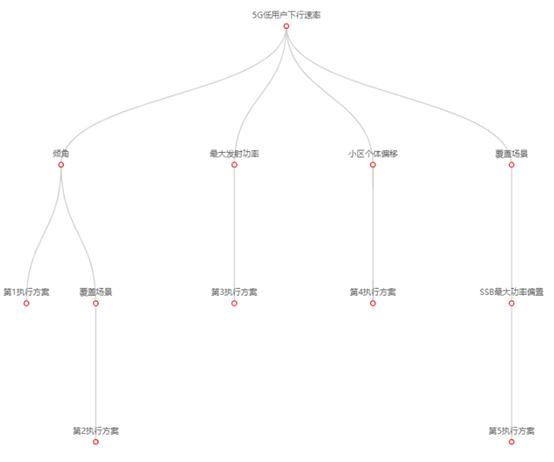 5G低用户下行速率
倾角
最大发射功率
小区个体偏移
覆盖场景
第1执行方案
覆盖场景
第3执行方案
第4执行方案
SSB最大功率偏置
第2执行方案
第5执行方案